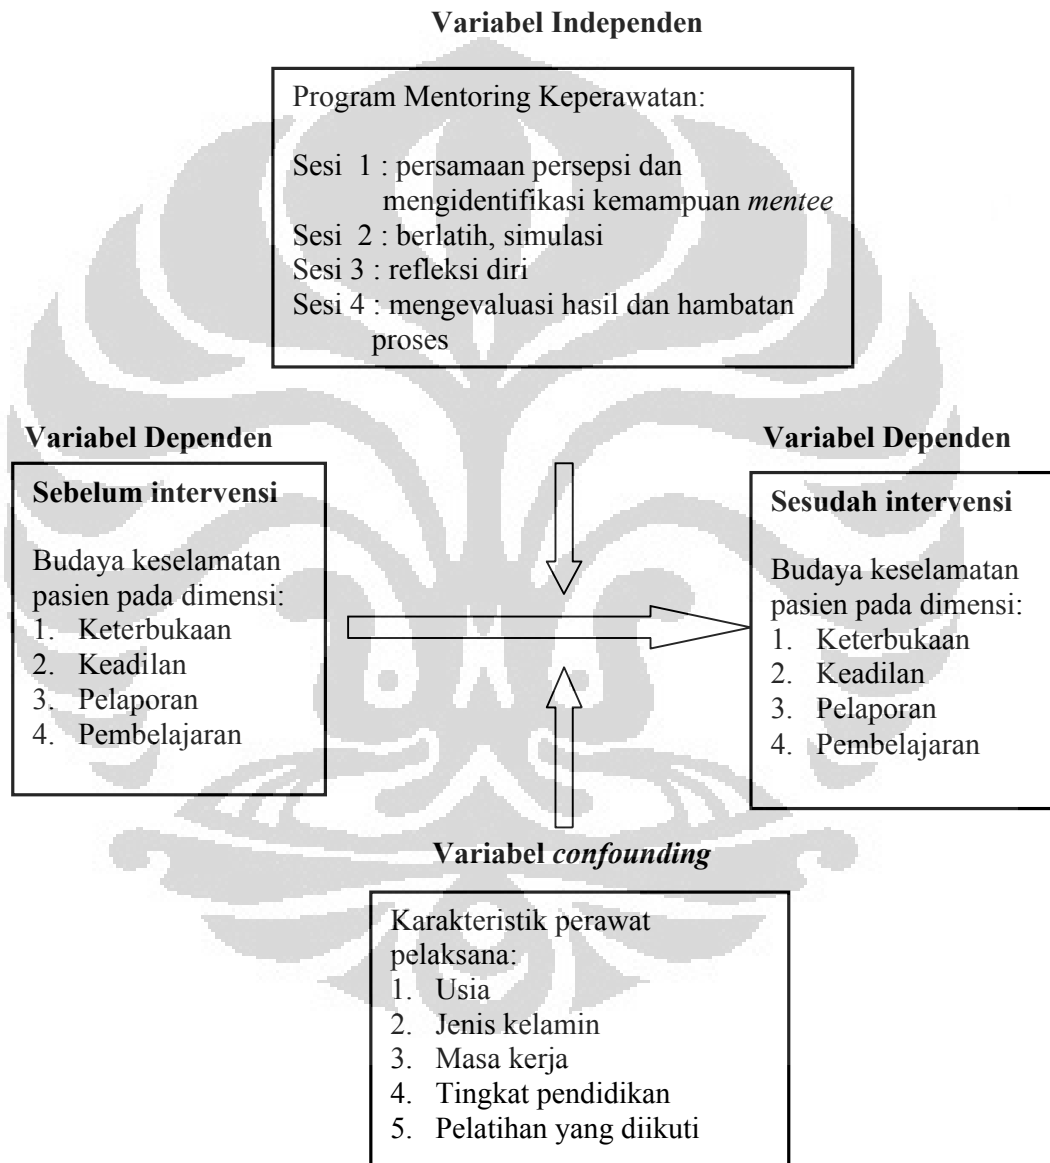 Variabel Independen
Program Mentoring Keperawatan:
Sesi 1 : persamaan persepsi dan
mengidentifikasi kemampuan mentee
Sesi 2 : berlatih, simulasi
Sesi 3 : refleksi diri
Sesi 4 : mengevaluasi hasil dan hambatan
proses
Variabel Dependen
Sebelum intervensi
Budaya keselamatan
pasien pada dimensi:
1. Keterbukaan
2. Keadilan
3. Pelaporan
4. Pembelajaran
Variabel Dependen
Sesudah intervensi
Budaya keselamatan
pasien pada dimensi:
1. Keterbukaan
2. Keadilan
3. Pelaporan
4. Pembelajaran
Variabel confounding
Karakteristik perawat
pelaksana:
1. Usia
2. Jenis kelamin
3. Masa kerja
4. Tingkat pendidikan
5. Pelatihan yang diikuti